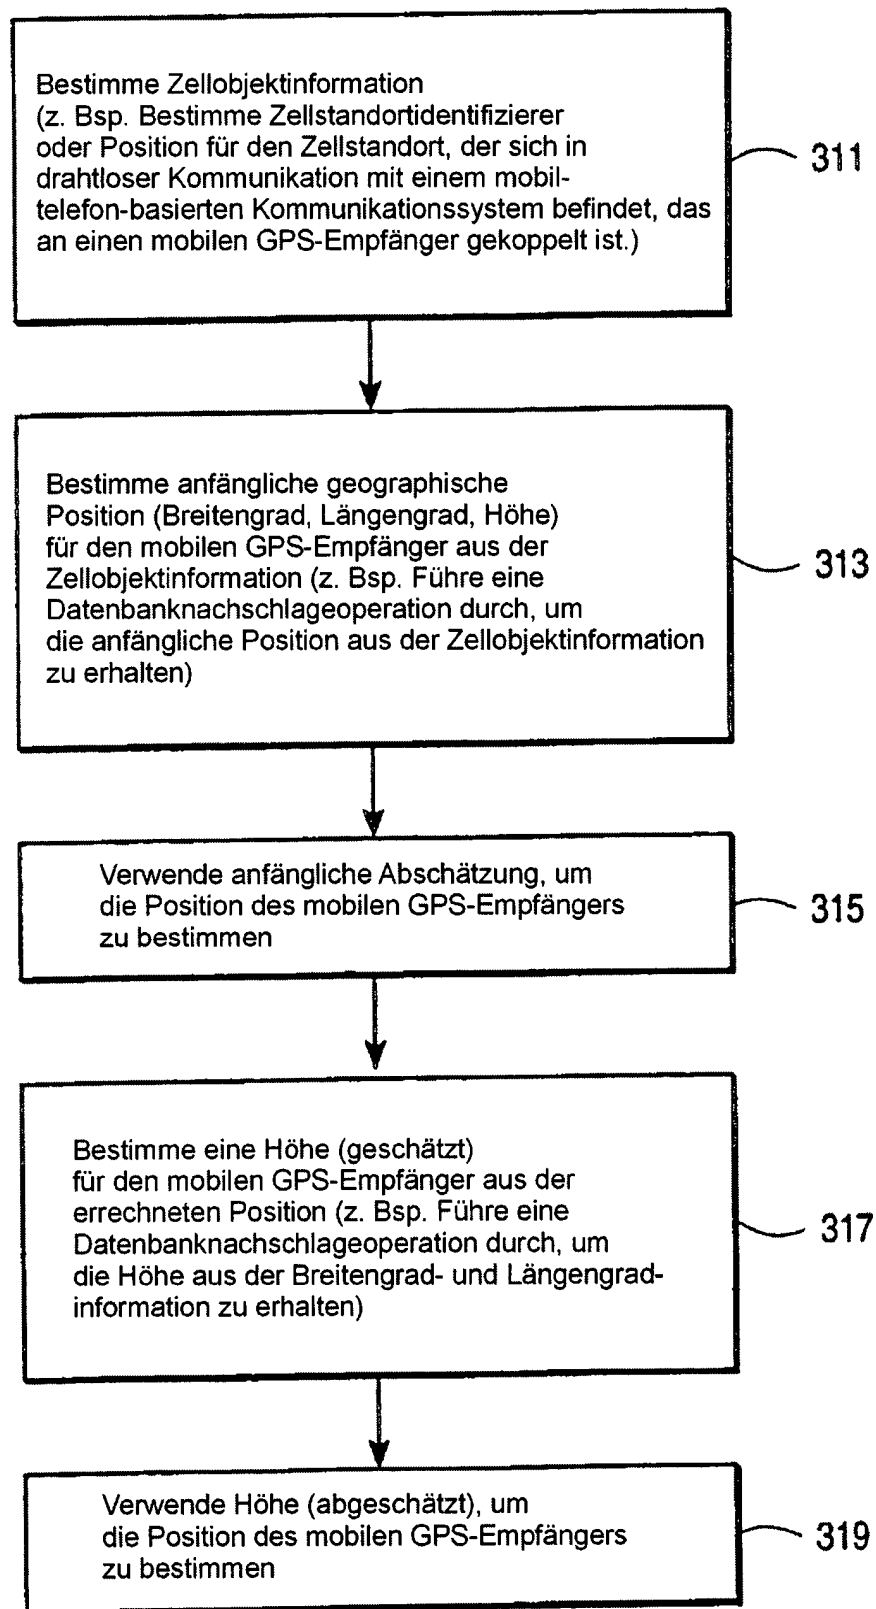 Bestimme Zellobjektinformation
(z. Bsp. Bestimme Zellstandortidentifizierer
oder Position für den Zellstandort, der sich in
drahtloser Kommunikation mit einem mobil-
telefon-basierten Kommunikationssystem befindet, das
an einen mobilen GPS-Empfänger gekoppelt ist.)
311
Bestimme anfängliche geographische
Position (Breitengrad, Längengrad, Höhe)
für den mobilen GPS-Empfänger aus der
Zellobjektinformation (z. Bsp. Führe eine
Datenbanknachschlageoperation durch, um
die anfängliche Position aus der Zellobjektinformation
zu erhalten)
313
Verwende anfängliche Abschätzung, um
die Position des mobilen GPS-Empfängers
zu bestimmen
315
Bestimme eine Höhe (geschätzt)
für den mobilen GPS-Empfänger aus der
errechneten Position (z. Bsp. Führe eine
Datenbanknachschlageoperation durch, um
die Höhe aus der Breitengrad- und Längengrad-
information zu erhalten)
317
Verwende Höhe (abgeschätzt), um
die Position des mobilen GPS-Empfängers
zu bestimmen
319